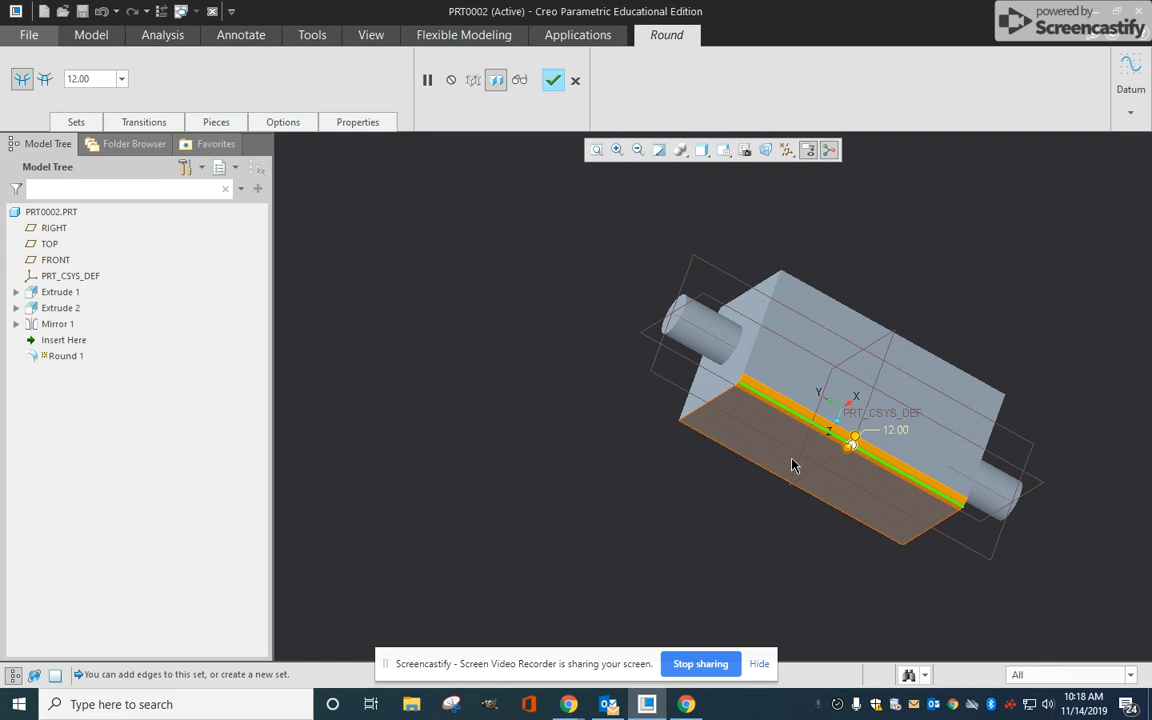 PRT0002 (Active) - Creo Parametric Educational Edition
powered by
Screencastify
File Model Analysis Annotate Tools View Flexible Modeling Applications Round
12.00
Datum
Sets Transitions Pieces Options Properties
Model Tree Folder Browser Favorites
Model Tree
PRT0002.PRT
RIGHT
TOP
FRONT
PRT_CSYS_DEF
Extrude 1
Extrude 2
Mirror 1
Insert Here
Round 1
Y X
PRT_CSYS_DEF
Z 12.00
Screencastify - Screen Video Recorder is sharing your screen. Stop sharing Hide
You can add edges to this set, or create a new set.
All
Type here to search
10:18 AM
11/14/2019
24